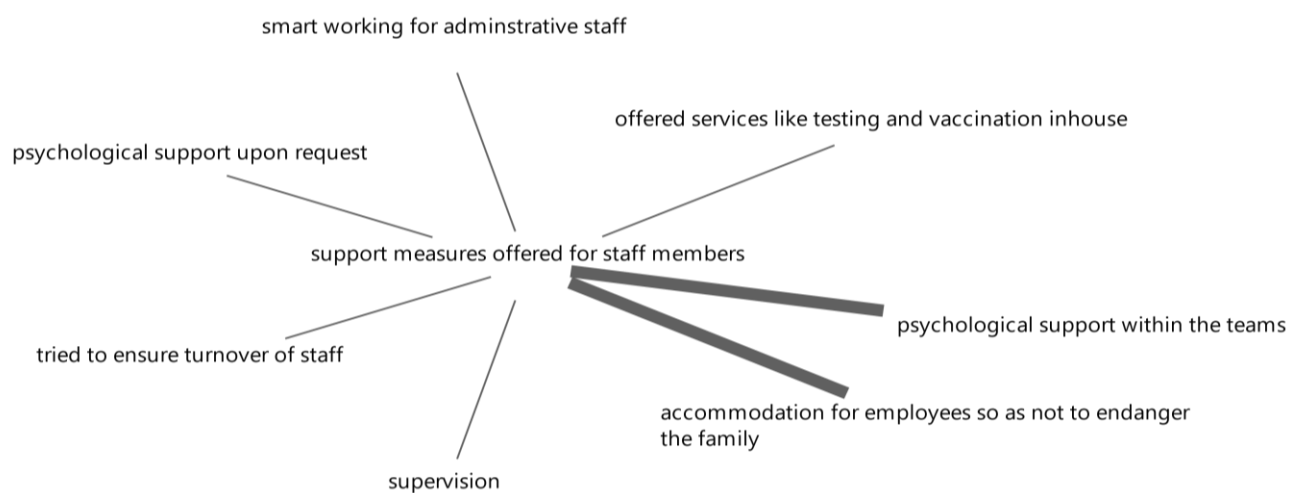 smart working for adminstrative staff
offered services like testing and vaccination inhouse
psychological support upon request
support measures offered for staff members
psychological support within the teams
tried to ensure turnover of staff
accommodation for employees so as not to endanger
the family
supervision